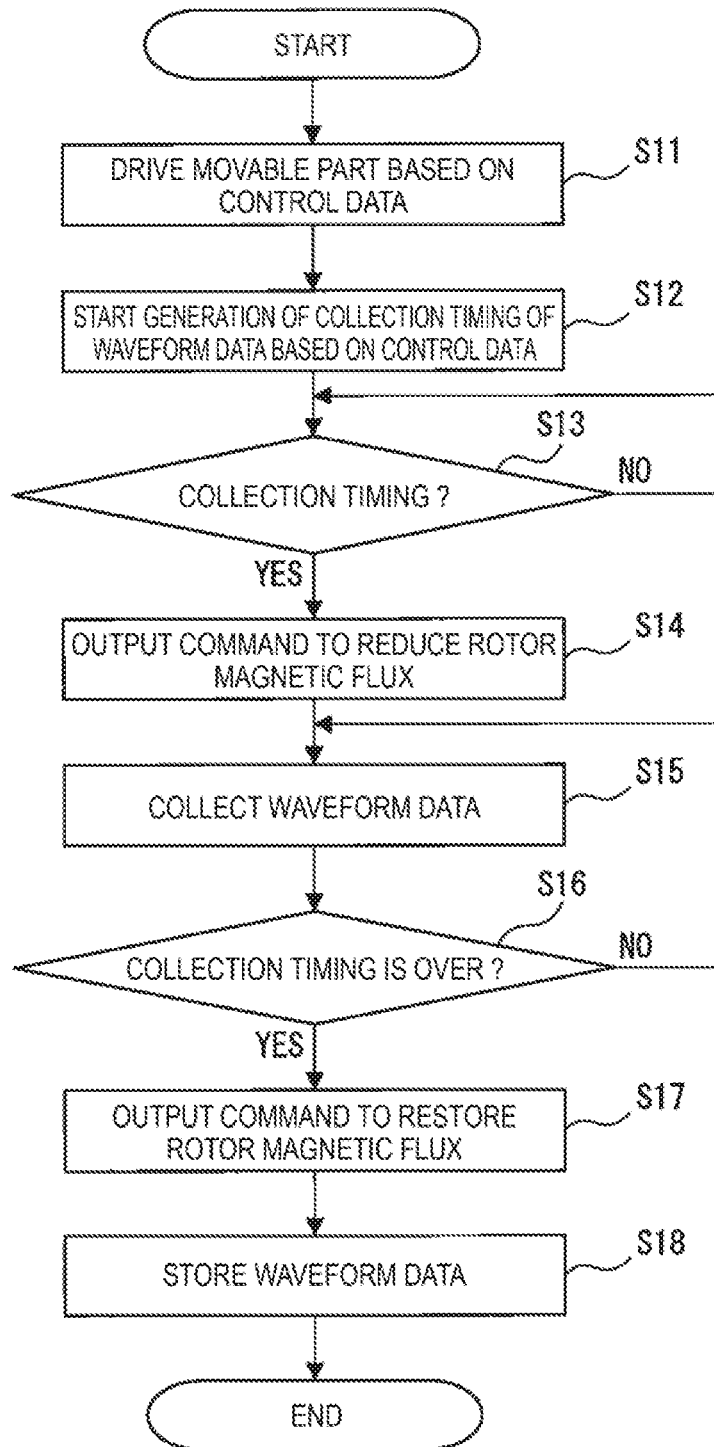 START
S11
DRIVE MOVABLE PART BASED ON
CONTROL DATA
S12
START GENERATION OF COLLECTION TIMING OF
WAVEFORM DATA BASED ON CONTROL DATA
S13
COLLECTION TIMING ?
NO
YES
S14
OUTPUT COMMAND TO REDUCE ROTOR
MAGNETIC FLUX
S15
COLLECT WAVEFORM DATA
S16
COLLECTION TIMING IS OVER ?
NO
YES
S17
OUTPUT COMMAND TO RESTORE
ROTOR MAGNETIC FLUX
S18
STORE WAVEFORM DATA
END